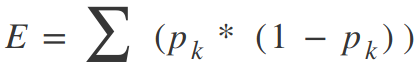 E = ∑ (p_k * (1 − p_k))